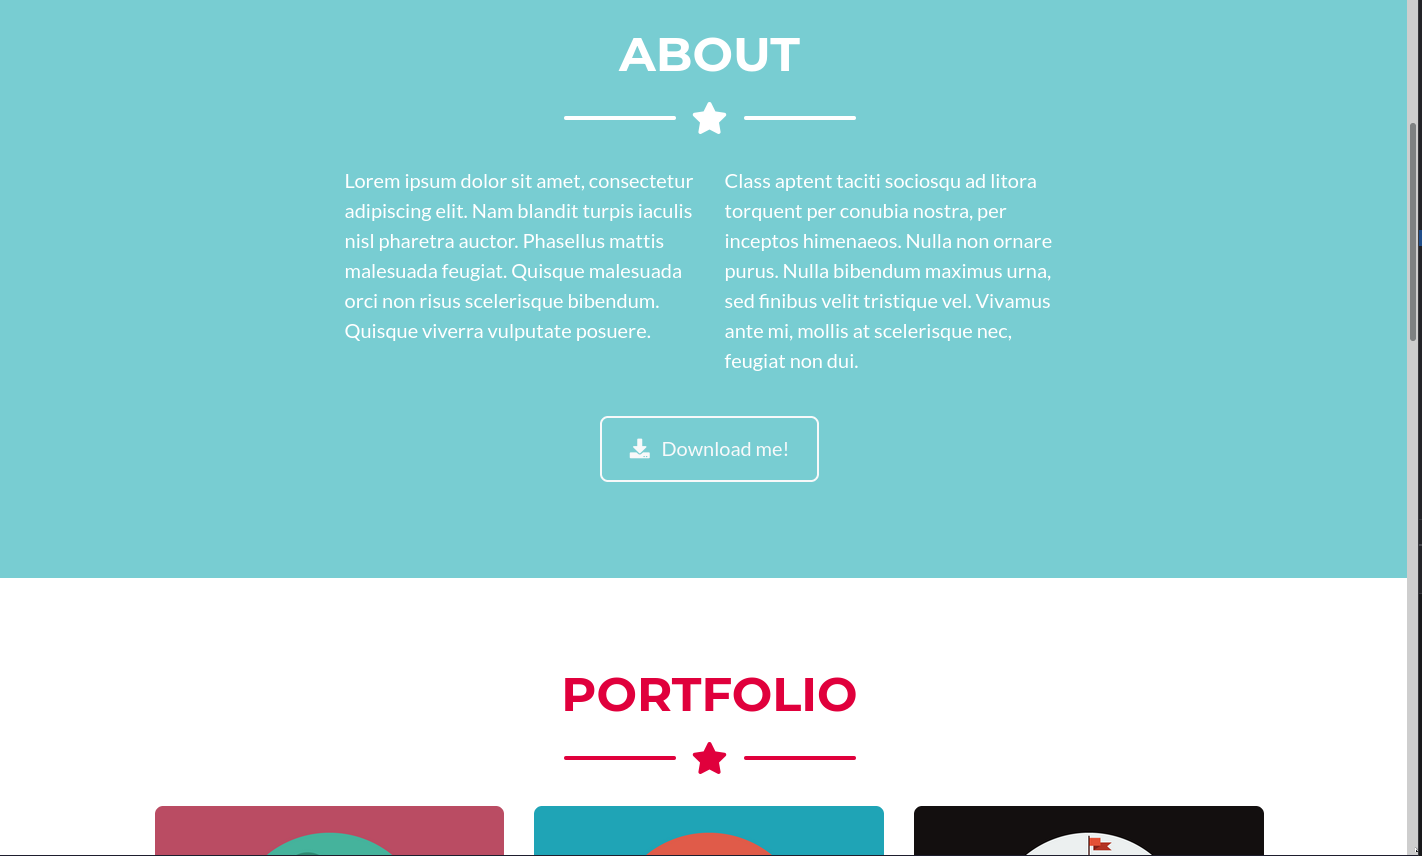 ABOUT
Lorem ipsum dolor sit amet, consectetur
adipiscing elit. Nam blandit turpis iaculis
nisl pharetra auctor. Phasellus mattis
malesuada feugiat. Quisque malesuada
orci non risus scelerisque bibendum.
Quisque viverra vulputate posuere.
Class aptent taciti sociosqu ad litora
torquent per conubia nostra, per
inceptos himenaeos. Nulla non ornare
purus. Nulla bibendum maximus urna,
sed finibus velit tristique vel. Vivamus
ante mi, mollis at scelerisque nec,
feugiat non dui.
Download me!
PORTFOLIO